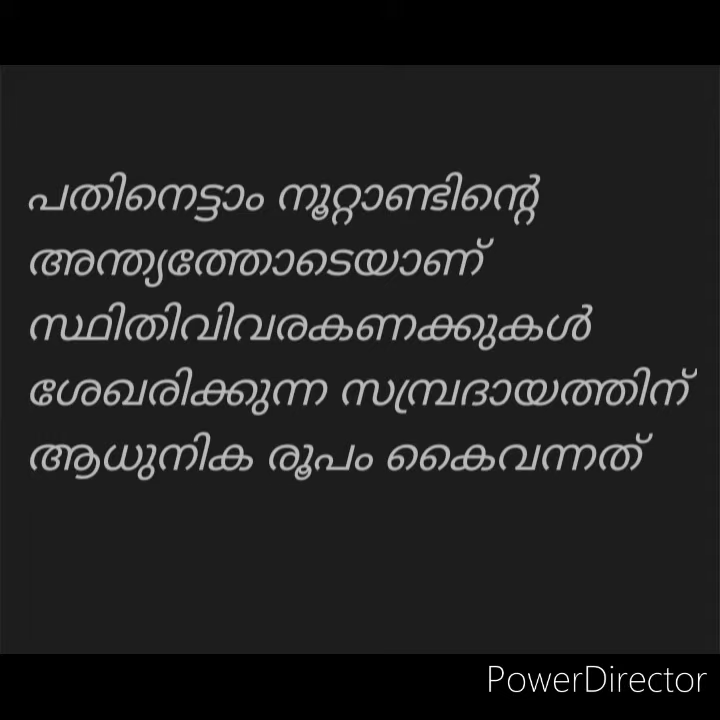 പതിനെട്ടാം നൂറ്റാണ്ടിന്റെ
അന്ത്യത്തോടെയാണ്
സ്ഥിതിവിവരകണക്കുകൾ
ശേഖരിക്കുന്ന സമ്പ്രദായത്തിന്
ആധുനിക രൂപം കൈവന്നത്
PowerDirector